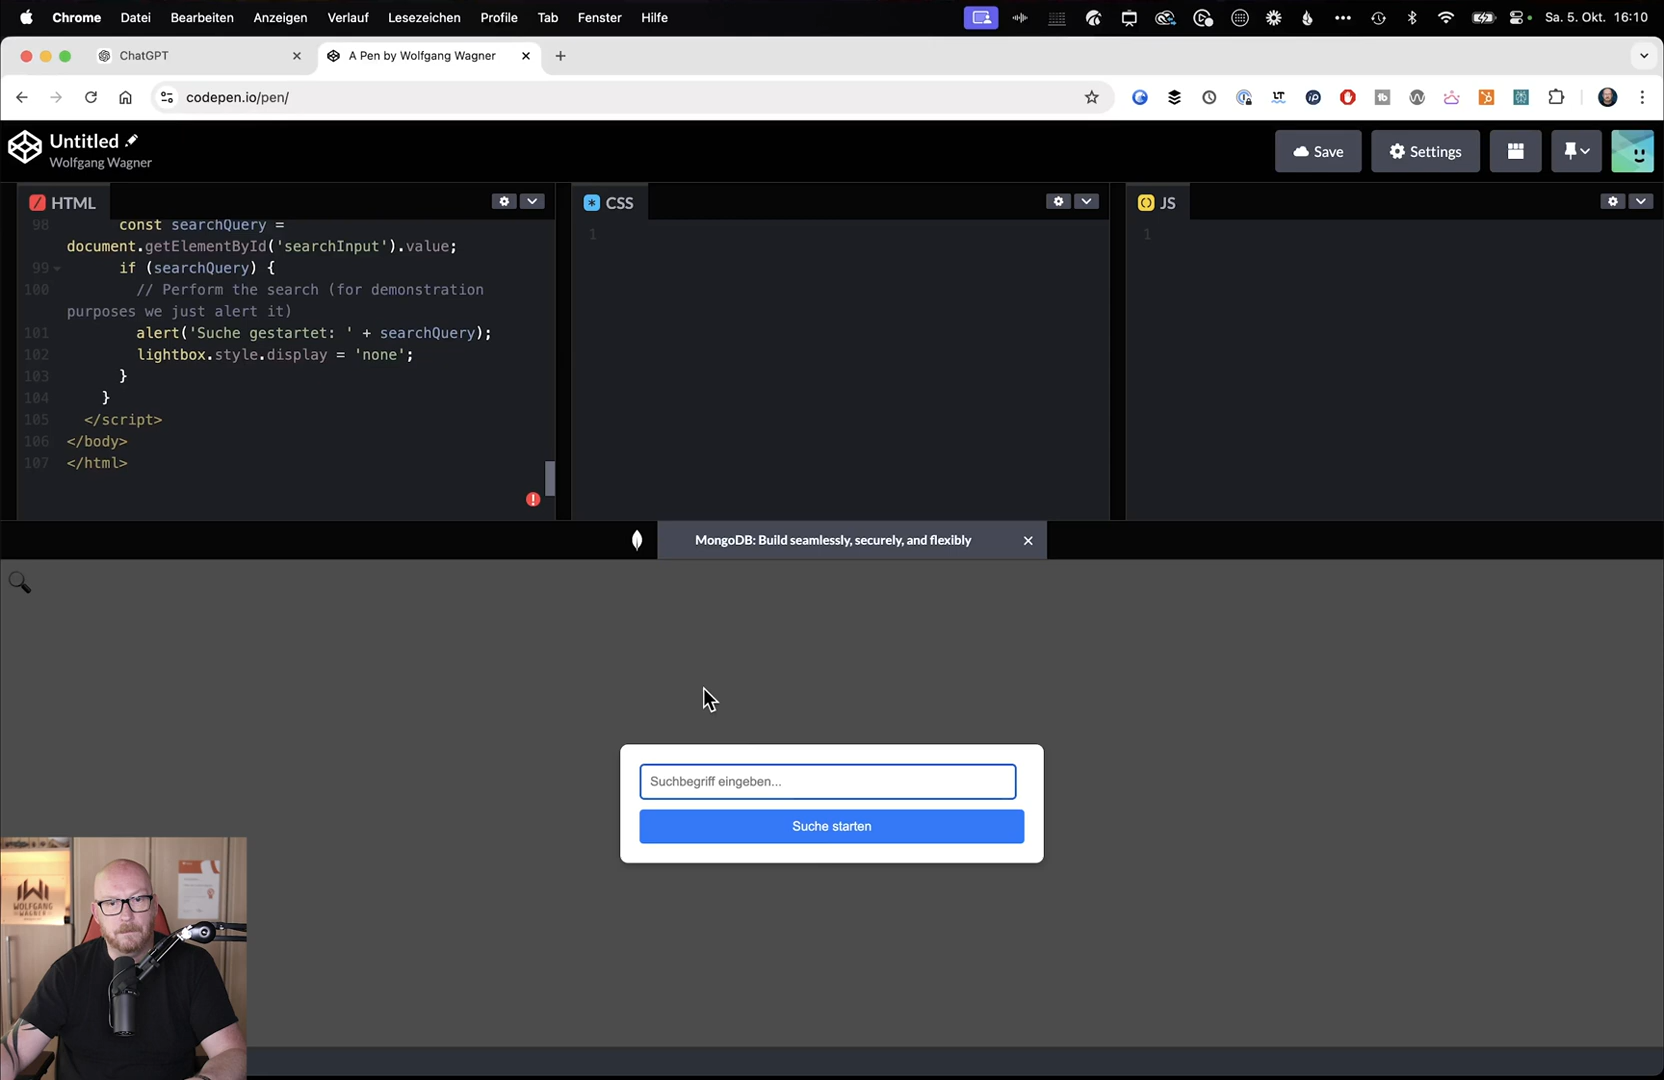 Chrome Datei Bearbeiten Anzeigen Verlauf Lesezeichen Profile Tab Fenster Hilfe Sa. 5. Okt. 16:10
ChatGPT A Pen by Wolfgang Wagner
codepen.io/pen/
Untitled
Wolfgang Wagner
Save Settings
HTML CSS JS
98 const searchQuery =
document.getElementById('searchInput').value;
99 if (searchQuery) {
100 // Perform the search (for demonstration
purposes we just alert it)
101 alert('Suche gestartet: ' + searchQuery);
102 lightbox.style.display = 'none';
103 }
104 }
105 </script>
106 </body>
107 </html>
1
1
MongoDB: Build seamlessly, securely, and flexibly
Suchbegriff eingeben...
Suche starten
WOLFGANG
WAGNER